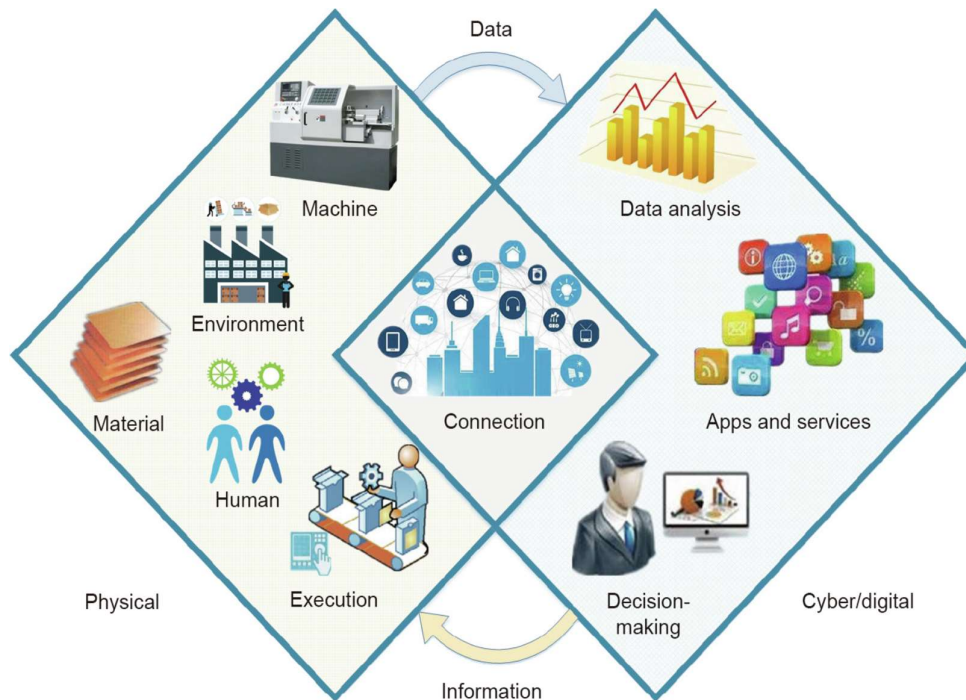 Data
Machine
Data analysis
Environment
Material
Connection
Apps and services
Human
Physical
Execution
Decision-
making
Cyber/digital
Information